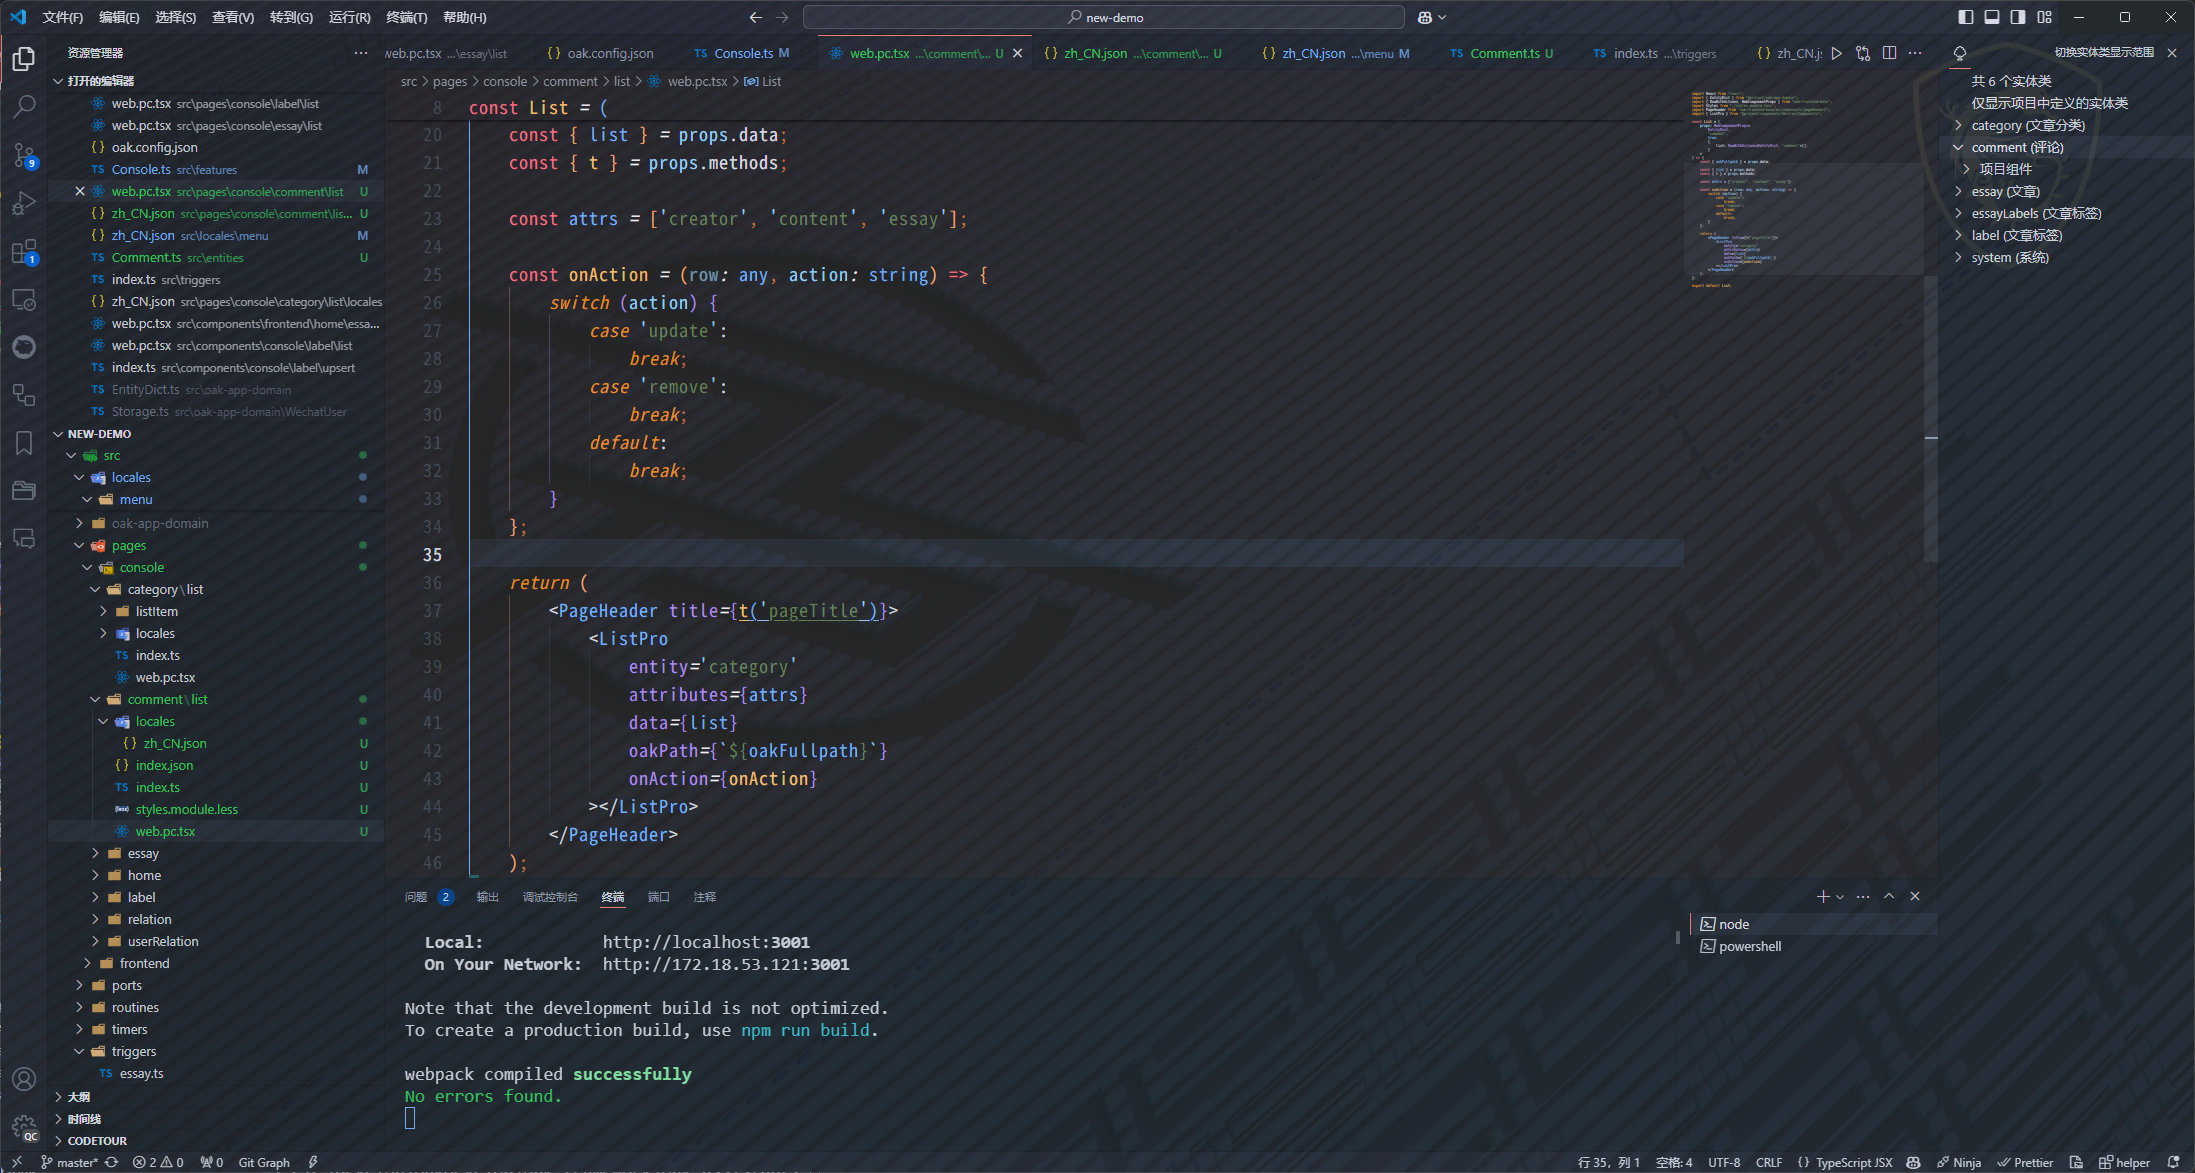 文件(F) 编辑(E) 选择(S) 查看(V) 转到(G) 运行(R) 终端(T) 帮助(H) new-demo
资源管理器
打开的编辑器
web.pc.tsx src\pages\console\label\list
web.pc.tsx src\pages\console\essay\list
oak.config.json
TS Console.ts src\features M
web.pc.tsx src\pages\console\comment\list U
{} zh_CN.json src\pages\console\comment\lis... U
{} zh_CN.json src\locales\menu M
TS Comment.ts src\entities U
TS index.ts src\triggers
{} zh_CN.json src\pages\console\category\list\locales
web.pc.tsx src\components\frontend\home\essa...
web.pc.tsx src\components\console\label\list
TS index.ts src\components\console\label\upsert
TS EntityDict.ts src\oak-app-domain
TS Storage.ts src\oak-app-domain\WechatUser
NEW-DEMO
src
locales
menu
oak-app-domain
pages
console
category\list
listItem
locales
TS index.ts
web.pc.tsx
comment\list
locales
{} zh_CN.json U
{} index.json U
TS index.ts U
styles.module.less U
web.pc.tsx U
essay
home
label
relation
userRelation
frontend
ports
routines
timers
triggers
TS essay.ts
大纲
时间线
CODETOUR
9
1
QC
web.pc.tsx ...\essay\list {} oak.config.json TS Console.ts M web.pc.tsx ...\comment\... U {} zh_CN.json ...\comment\... U {} zh_CN.json ...\menu M TS Comment.ts U TS index.ts ...\triggers {} zh_CN.j
src > pages > console > comment > list > web.pc.tsx > List
8 const List = (
20 const { list } = props.data;
21 const { t } = props.methods;
22
23 const attrs = ['creator', 'content', 'essay'];
24
25 const onAction = (row: any, action: string) => {
26 switch (action) {
27 case 'update':
28 break;
29 case 'remove':
30 break;
31 default:
32 break;
33 }
34 };
35
36 return (
37 <PageHeader title={t('pageTitle')}>
38 <ListPro
39 entity='category'
40 attributes={attrs}
41 data={list}
42 oakPath={`${oakFullpath}`}
43 onAction={onAction}
44 ></ListPro>
45 </PageHeader>
46 );
问题 2 输出 调试控制台 终端 端口 注释
Local: http://localhost:3001
On Your Network: http://172.18.53.121:3001
Note that the development build is not optimized.
To create a production build, use npm run build.
webpack compiled successfully
No errors found.
node
powershell
切换实体类显示范围
共 6 个实体类
仅显示项目中定义的实体类
category (文章分类)
comment (评论)
项目组件
essay (文章)
essayLabels (文章标签)
label (文章标签)
system (系统)
master* 2 0 0 Git Graph 行 35，列 1 空格: 4 UTF-8 CRLF {} TypeScript JSX Ninja Prettier helper